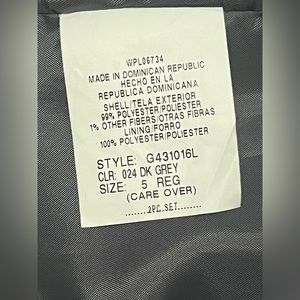 WPL06734
MADE IN DOMINICAN REPUBLIC
HECHO EN LA
REPUBLICA DOMINICANA
SHELL/TELA EXTERIOR
99% POLYESTER/POLIESTER
1% OTHER FIBERS/OTRAS FIBRAS
LINING/FORRO
100% POLYESTER/POLIESTER
STYLE: G431016L
CLR: 024 DK GREY
SIZE: 5 REG
(CARE OVER)
........2PC.SET........